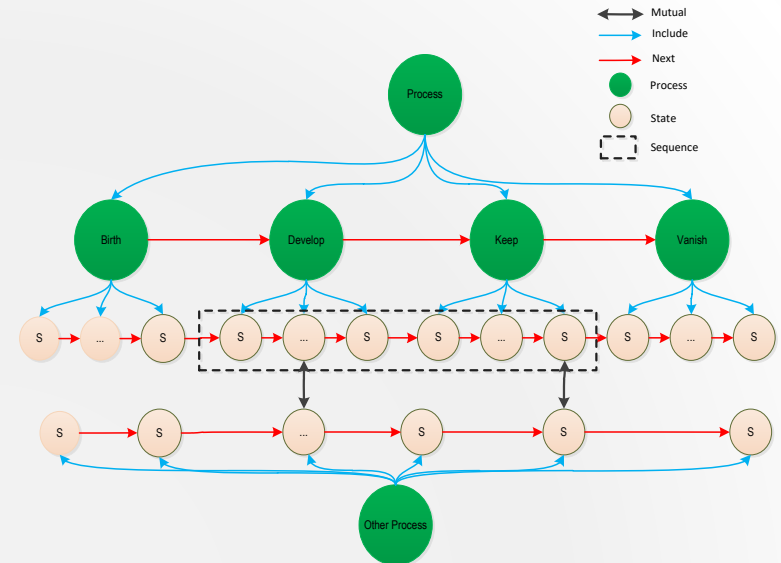 Mutual
Include
Next
Process
State
Sequence
Process
Birth
Develop
Keep
Vanish
S
...
S
S
...
S
S
...
S
S
...
S
S
S
...
S
S
S
Other Process